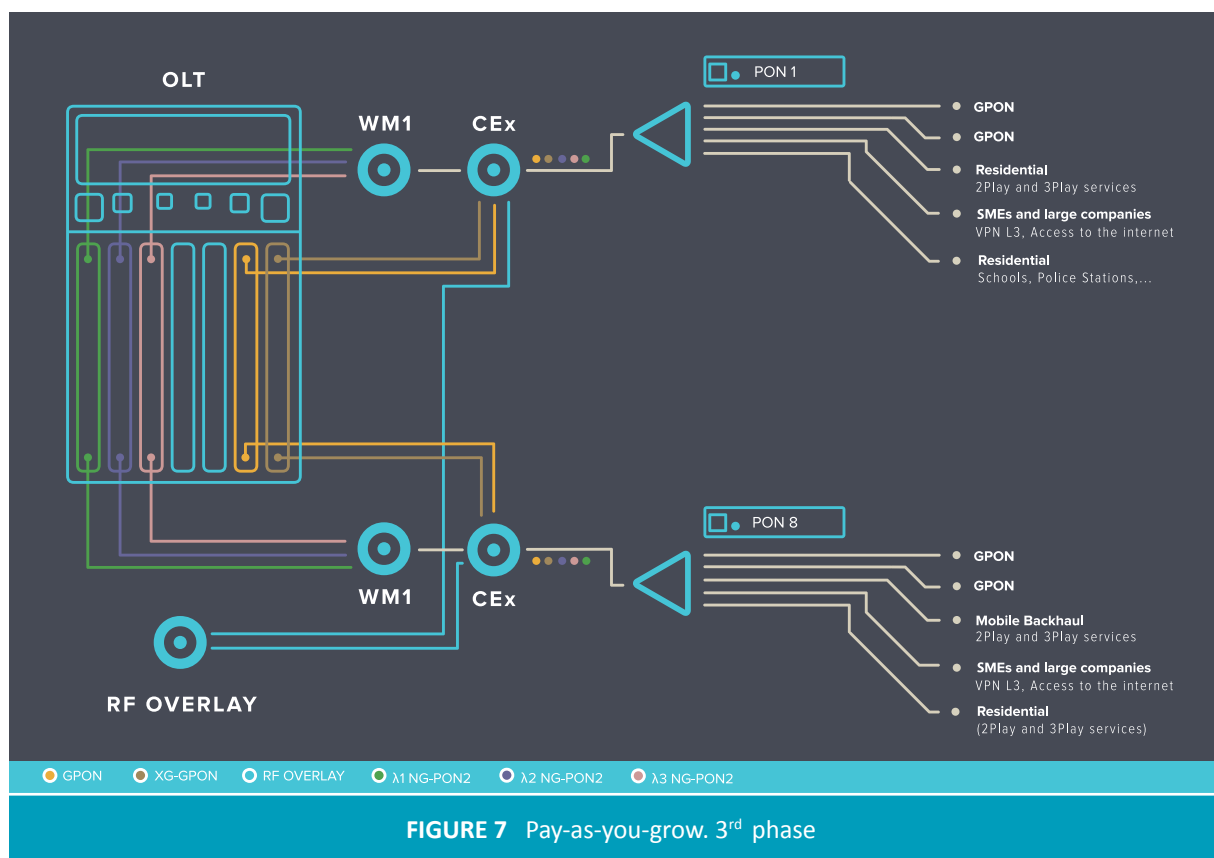 OLT
WM1
CEx
PON 1
GPON
GPON
Residential
2Play and 3Play services
SMEs and large companies
VPN L3, Access to the internet
Residential
Schools, Police Stations,...
WM1
CEx
PON 8
GPON
GPON
Mobile Backhaul
2Play and 3Play services
SMEs and large companies
VPN L3, Access to the internet
Residential
(2Play and 3Play services)
RF OVERLAY
GPON XG-GPON RF OVERLAY λ1 NG-PON2 λ2 NG-PON2 λ3 NG-PON2
FIGURE 7 Pay-as-you-grow. 3rd phase